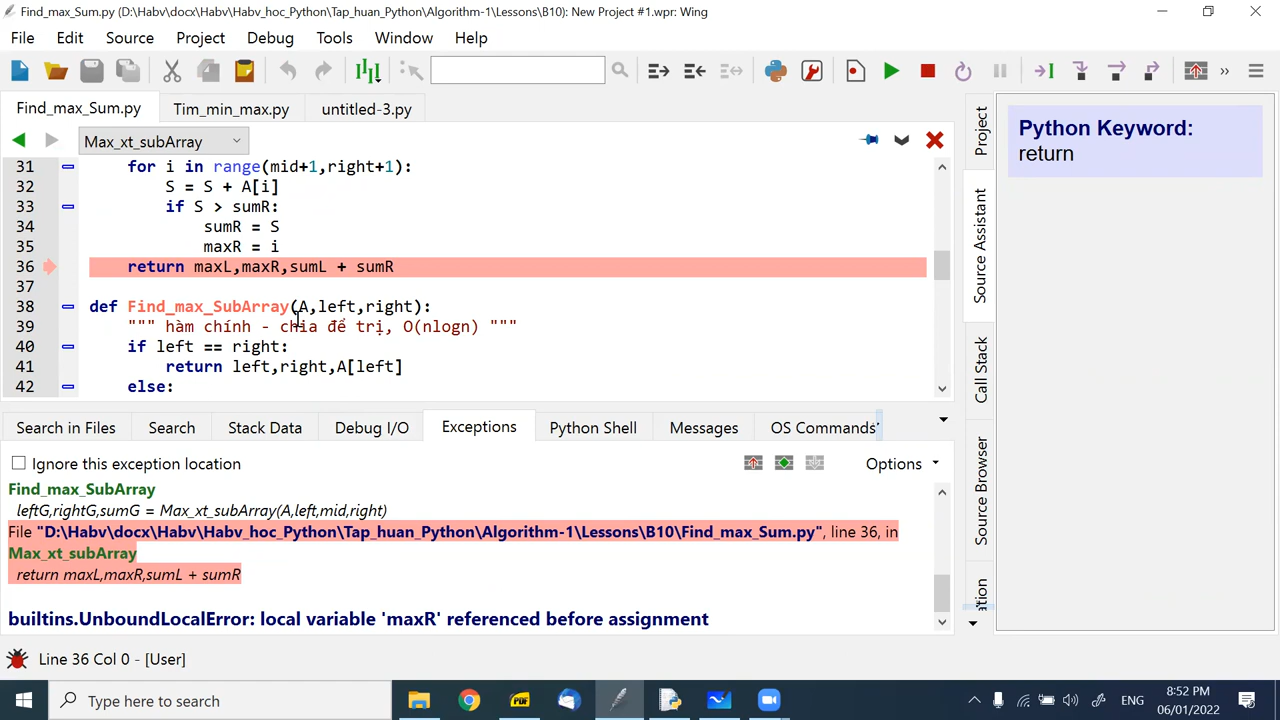 Find_max_Sum.py (D:\Habv\docx\Habv\Habv_hoc_Python\Tap_huan_Python\Algorithm-1\Lessons\B10): New Project #1.wpr: Wing
File Edit Source Project Debug Tools Window Help
Find_max_Sum.py Tim_min_max.py untitled-3.py
Max_xt_subArray
31 for i in range(mid+1,right+1):
32 S = S + A[i]
33 if S > sumR:
34 sumR = S
35 maxR = i
36 return maxL,maxR,sumL + sumR
37
38 def Find_max_SubArray(A,left,right):
39 """ hàm chính - chia để trị, O(nlogn) """
40 if left == right:
41 return left,right,A[left]
42 else:
Project
Source Assistant
Call Stack
Source Browser
Python Keyword:
return
Search in Files Search Stack Data Debug I/O Exceptions Python Shell Messages OS Commands
Ignore this exception location Options
Find_max_SubArray
leftG,rightG,sumG = Max_xt_subArray(A,left,mid,right)
File "D:\Habv\docx\Habv\Habv_hoc_Python\Tap_huan_Python\Algorithm-1\Lessons\B10\Find_max_Sum.py", line 36, in
Max_xt_subArray
return maxL,maxR,sumL + sumR
builtins.UnboundLocalError: local variable 'maxR' referenced before assignment
Line 36 Col 0 - [User]
Type here to search
PDF
ENG
8:52 PM
06/01/2022